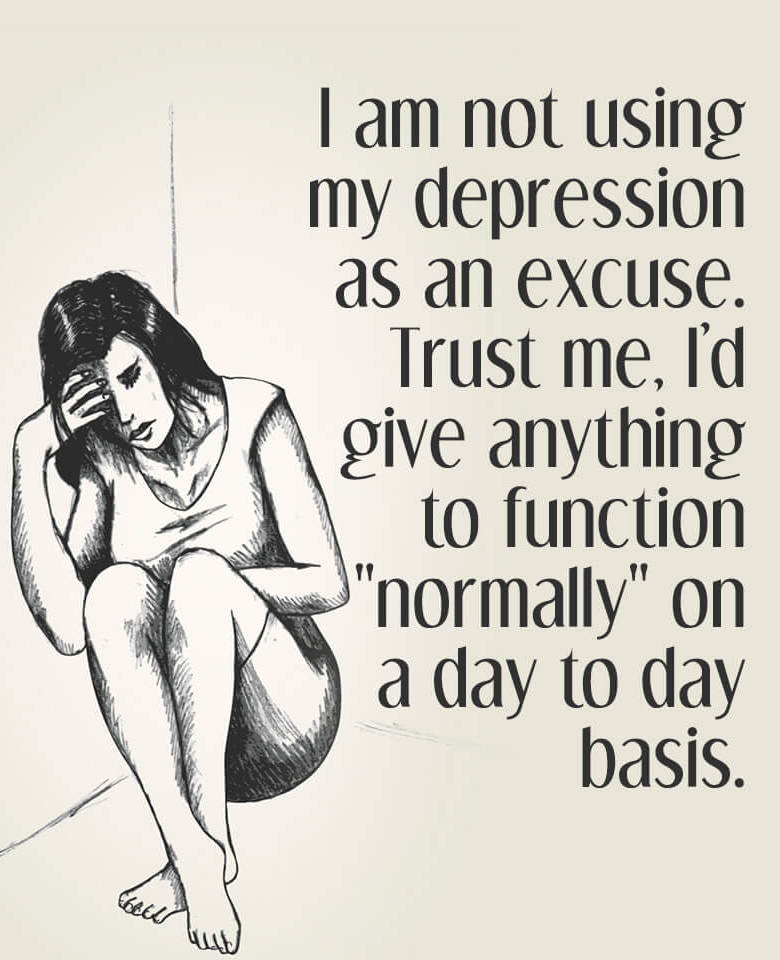 I am not using
my depression
as an excuse.
Trust me, I'd
give anything
to function
"normally" on
a day to day
basis.